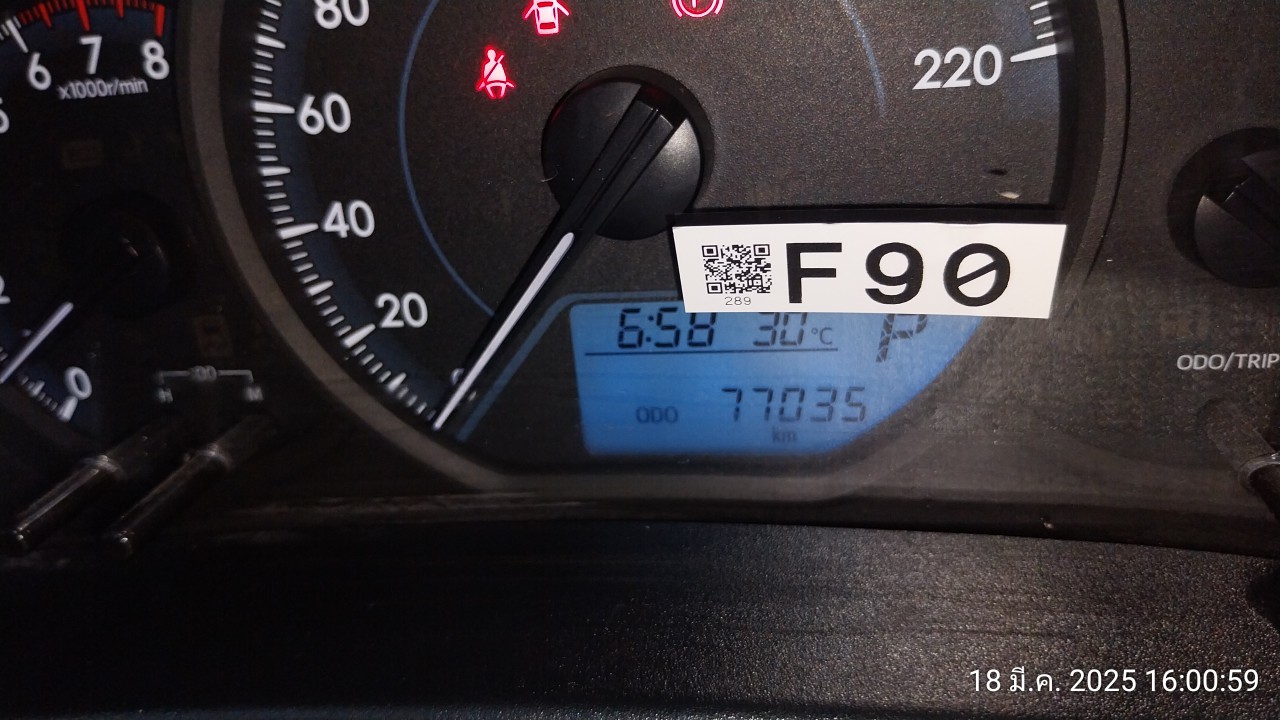 80
6 7 8
x1000r/min
220
60
40
20
0
F90
289
6:58 30°C P
ODO 77035
km
ODO/TRIP
18 มี.ค. 2025 16:00:59